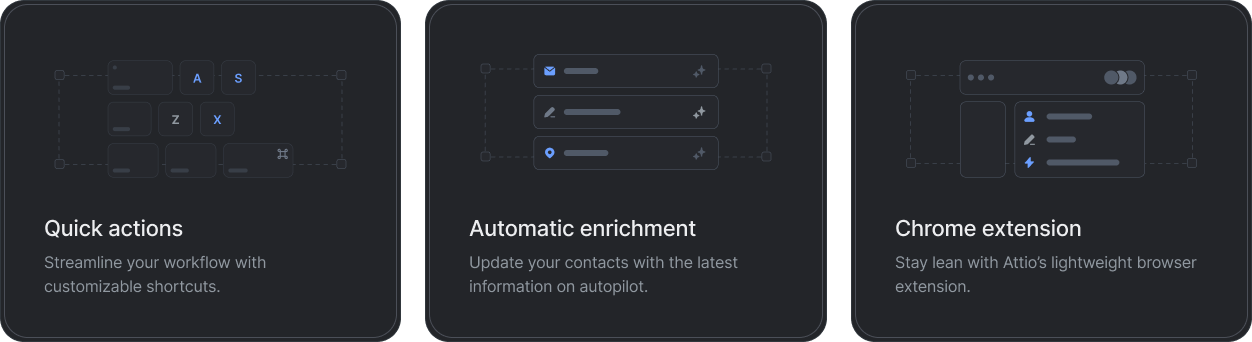 A S
Z X
⌘
Quick actions
Streamline your workflow with
customizable shortcuts.
Automatic enrichment
Update your contacts with the latest
information on autopilot.
Chrome extension
Stay lean with Attio’s lightweight browser
extension.